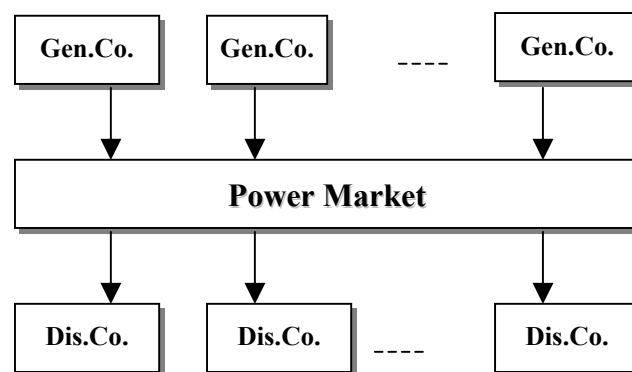 Gen.Co. Gen.Co. ---- Gen.Co.
Power Market
Dis.Co. Dis.Co. ---- Dis.Co.